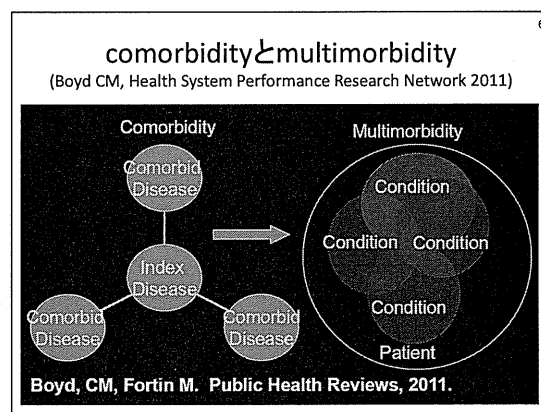 6
comorbidityとmultimorbidity
(Boyd CM, Health System Performance Research Network 2011)
Comorbidity
Comorbid
Disease
Index
Disease
Comorbid
Disease
Comorbid
Disease
Multimorbidity
Condition
Condition
Condition
Condition
Patient
Boyd, CM, Fortin M. Public Health Reviews, 2011.